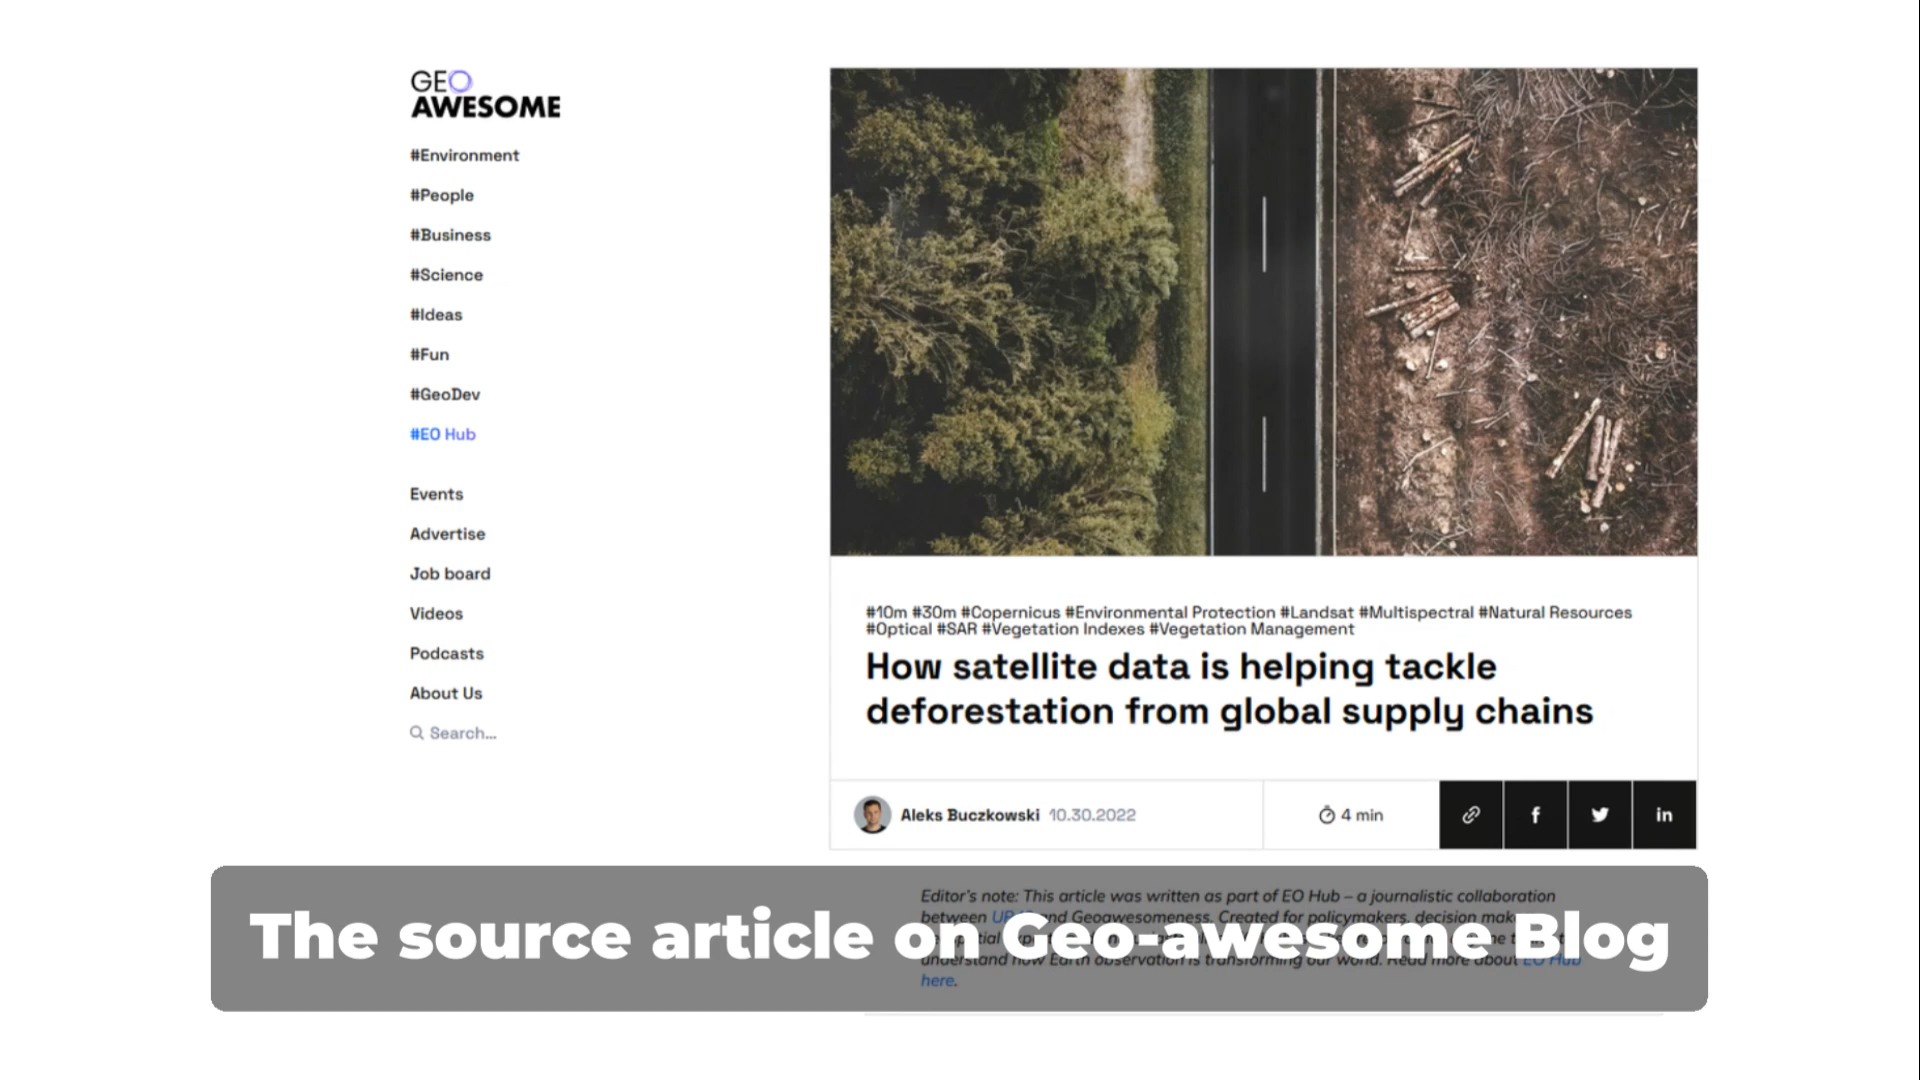 GEO
AWESOME
#Environment
#People
#Business
#Science
#Ideas
#Fun
#GeoDev
#EO Hub
Events
Advertise
Job board
Videos
Podcasts
About Us
Search...
#10m #30m #Copernicus #Environmental Protection #Landsat #Multispectral #Natural Resources
#Optical #SAR #Vegetation Indexes #Vegetation Management
How satellite data is helping tackle
deforestation from global supply chains
Aleks Buczkowski 10.30.2022
4 min
f
in
Editor's note: This article was written as part of EO Hub – a journalistic collaboration
between and Geoawesomeness. Created for policymakers, decision
understand how Earth observation is transforming our world. Read more about EO Hub
here.
The source article on Geo-awesome Blog